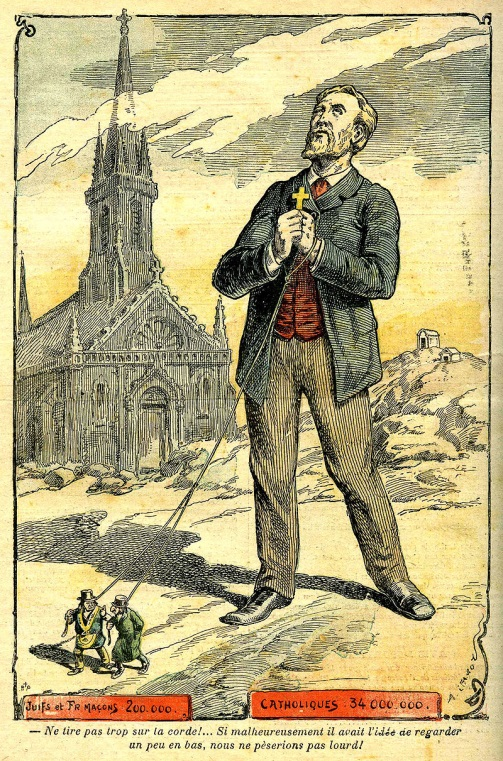 JUIFS et FR MAÇONS 200.000.
CATHOLIQUES 34 000 000.
— Ne tire pas trop sur la corde!... Si malheureusement il avait l'idée de regarder
un peu en bas, nous ne pèserions pas lourd!